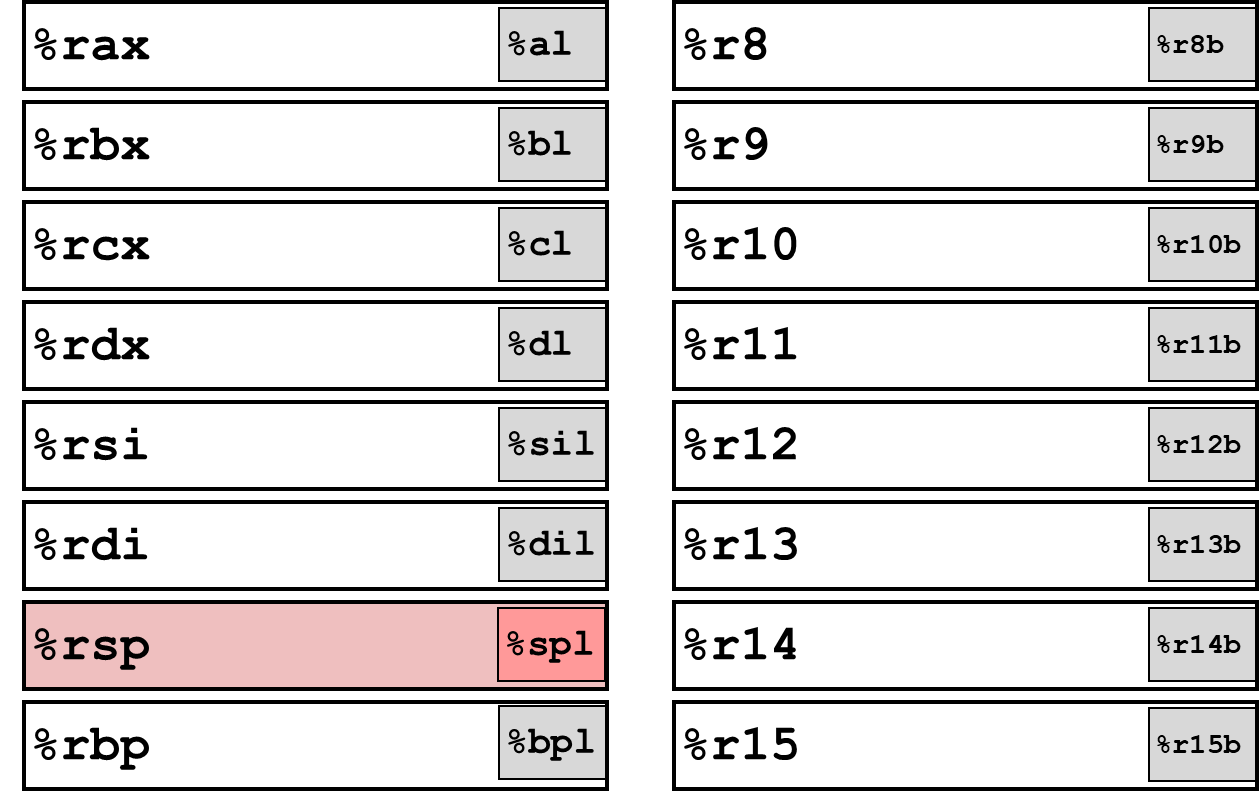 %rax %al %r8 %r8b
%rbx %bl %r9 %r9b
%rcx %cl %r10 %r10b
%rdx %dl %r11 %r11b
%rsi %sil %r12 %r12b
%rdi %dil %r13 %r13b
%rsp %spl %r14 %r14b
%rbp %bpl %r15 %r15b